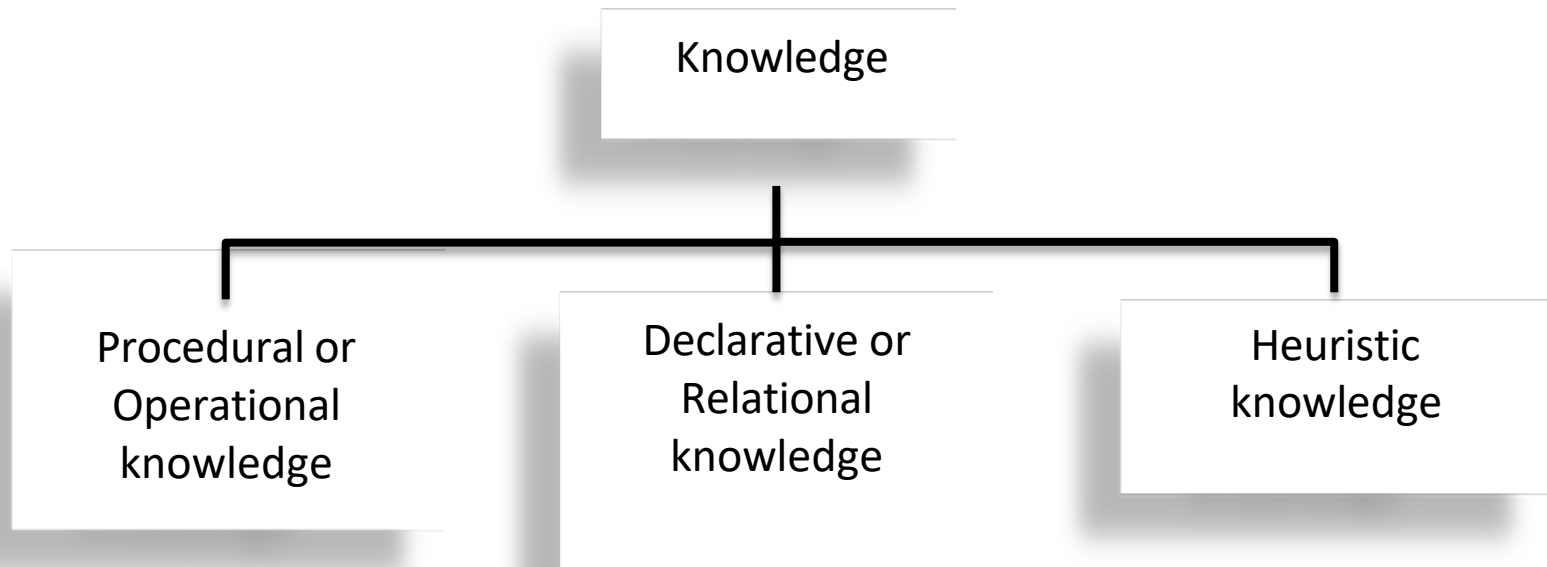 Knowledge
Procedural or
Operational
knowledge
Declarative or
Relational
knowledge
Heuristic
knowledge